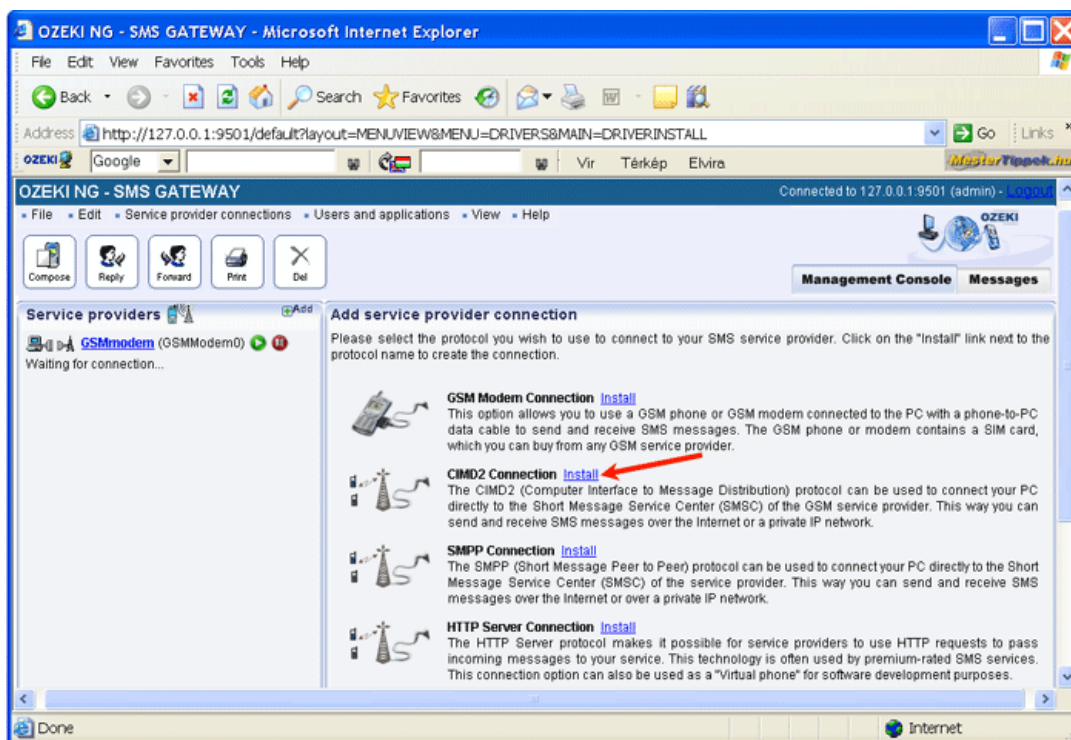 OZEKI NG - SMS GATEWAY - Microsoft Internet Explorer
File Edit View Favorites Tools Help
Back Search Favorites
Address http://127.0.0.1:9501/default?layout=MENUVIEW&MENU=DRIVERS&MAIN=DRIVERINSTALL Go Links
OZEKI Google Vir Térkép Elvira MesterTippek.hu
OZEKI NG - SMS GATEWAY Connected to 127.0.0.1:9501 (admin) - Logout
File Edit Service provider connections Users and applications View Help
OZEKI
Compose Reply Forward Print Del
Management Console Messages
Service providers Add
GSMmodem (GSMModem0)
Waiting for connection...
Add service provider connection
Please select the protocol you wish to use to connect to your SMS service provider. Click on the "Install" link next to the
protocol name to create the connection.
GSM Modem Connection Install
This option allows you to use a GSM phone or GSM modem connected to the PC with a phone-to-PC
data cable to send and receive SMS messages. The GSM phone or modem contains a SIM card,
which you can buy from any GSM service provider.
CIMD2 Connection Install
The CIMD2 (Computer Interface to Message Distribution) protocol can be used to connect your PC
directly to the Short Message Service Center (SMSC) of the GSM service provider. This way you can
send and receive SMS messages over the Internet or a private IP network.
SMPP Connection Install
The SMPP (Short Message Peer to Peer) protocol can be used to connect your PC directly to the Short
Message Service Center (SMSC) of the service provider. This way you can send and receive SMS
messages over the Internet or over a private IP network.
HTTP Server Connection Install
The HTTP Server protocol makes it possible for service providers to use HTTP requests to pass
incoming messages to your service. This technology is often used by premium-rated SMS services.
This connection option can also be used as a "Virtual phone" for software development purposes.
Done Internet